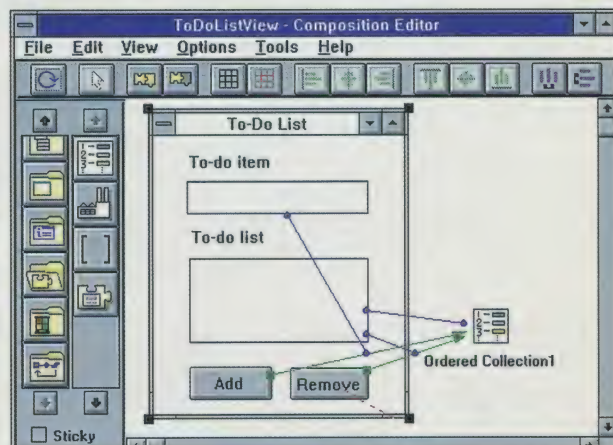 ToDoListView - Composition Editor
File Edit View Options Tools Help
To-Do List
To-do item
To-do list
Ordered Collection1
Add
Remove
Sticky